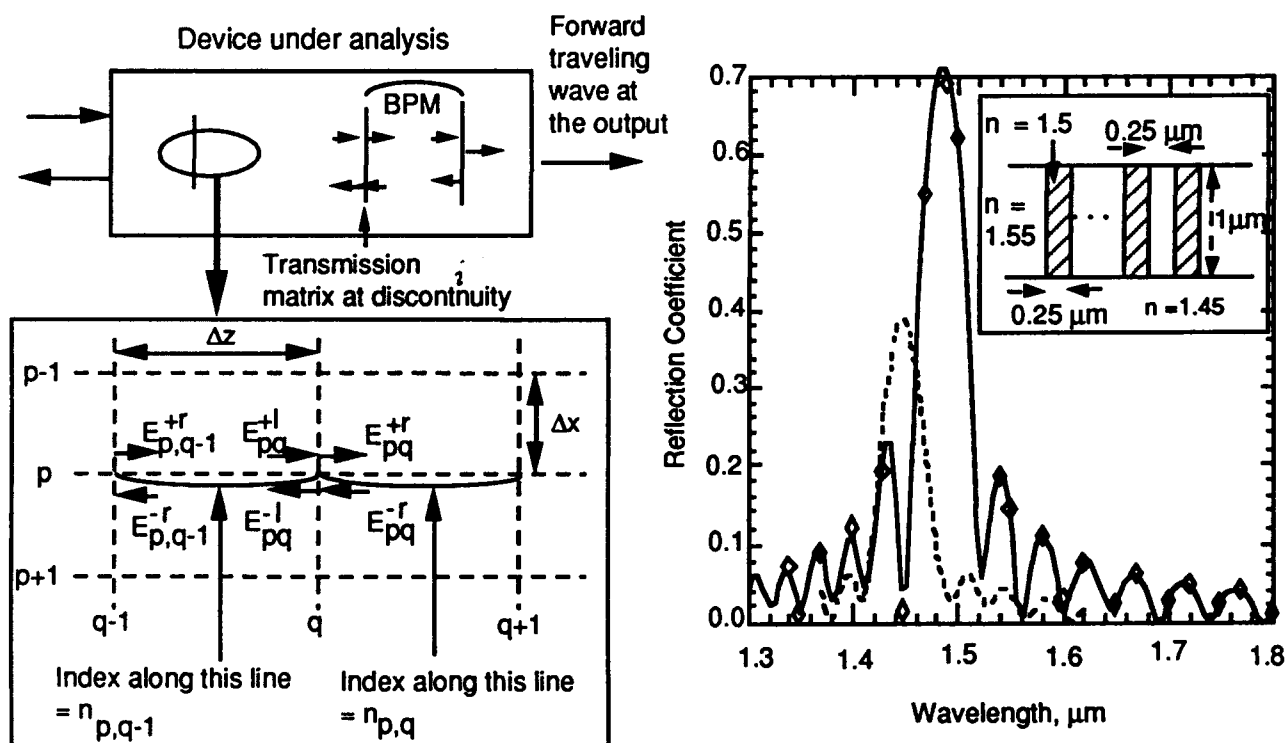 Device under analysis
Forward
traveling
wave at
the output
BPM
Transmission
matrix at discontnuity
i
Δz
p-1
Δx
E+r p,q-1
E+l pq
E+r pq
p
E-r p,q-1
E-l pq
E-r pq
p+1
q-1
q
q+1
Index along this line
= n p,q-1
Index along this line
= n p,q
Reflection Coefficient
0.7
0.6
0.5
0.4
0.3
0.2
0.1
0.0
1.3
1.4
1.5
1.6
1.7
1.8
Wavelength, μm
n = 1.5
0.25 μm
n =
1.55
...
1μm
0.25 μm
n =1.45